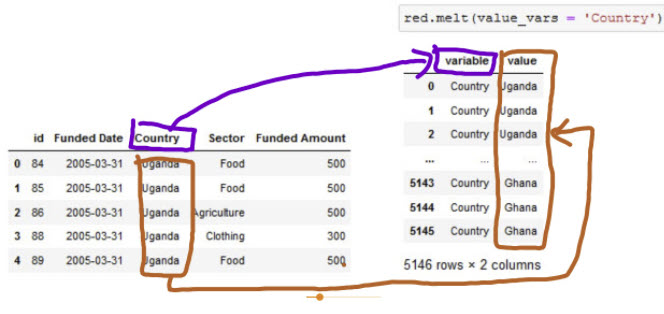 red.melt(value_vars = 'Country')
variable value
0 Country Uganda
1 Country Uganda
2 Country Uganda
... ... ...
5143 Country Ghana
5144 Country Ghana
5145 Country Ghana
5146 rows × 2 columns
id Funded Date Country Sector Funded Amount
0 84 2005-03-31 Uganda Food 500
1 85 2005-03-31 Uganda Food 500
2 86 2005-03-31 Uganda Agriculture 500
3 88 2005-03-31 Uganda Clothing 300
4 89 2005-03-31 Uganda Food 500